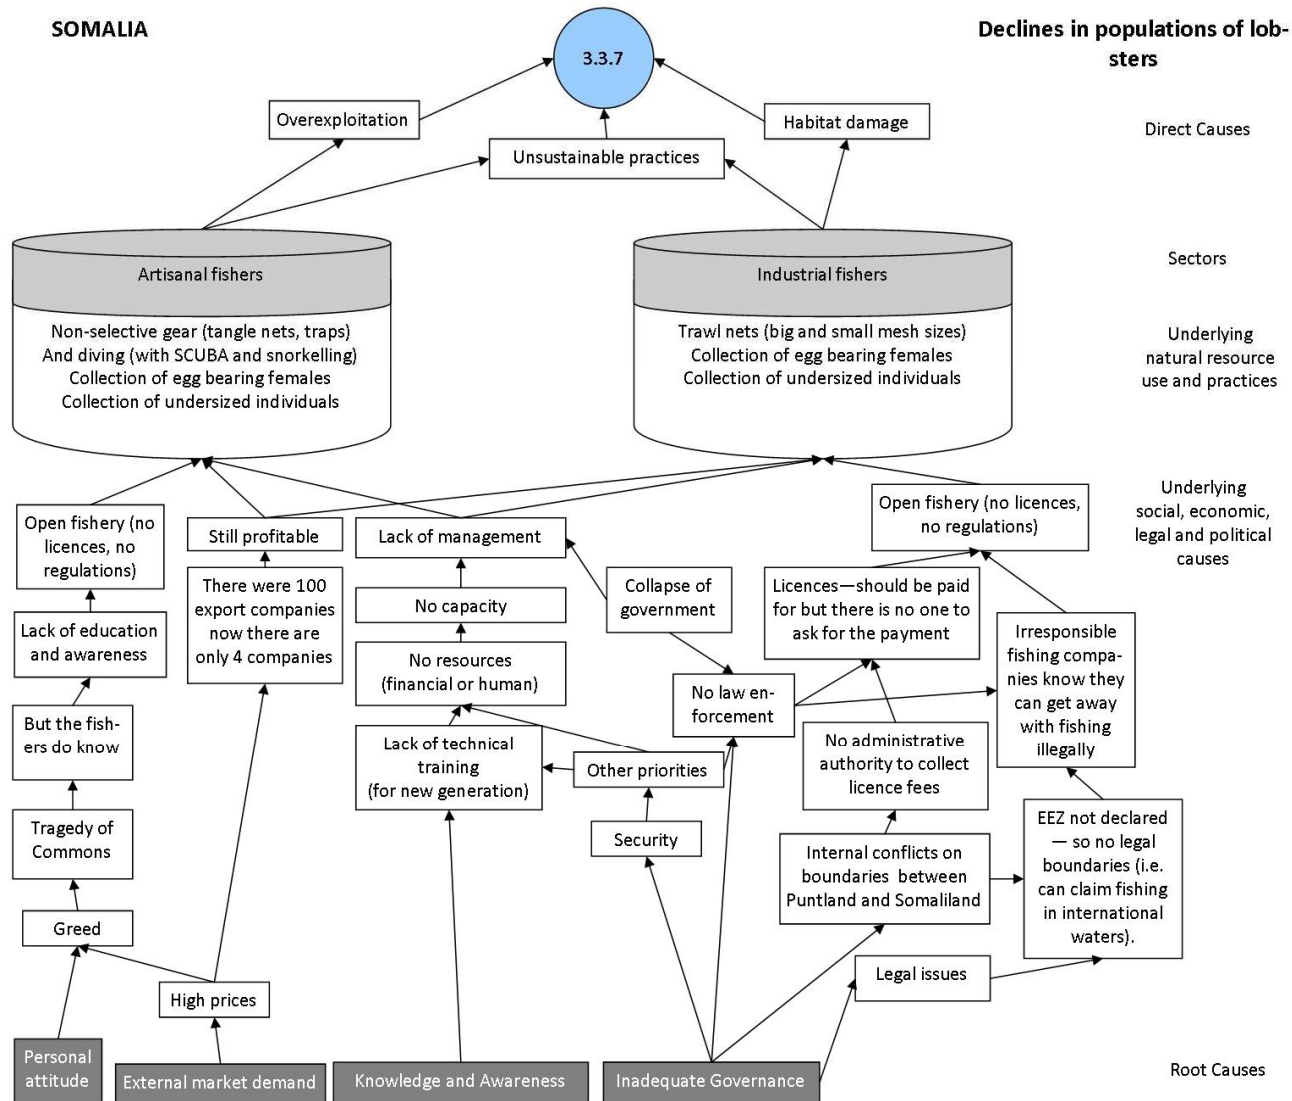 SOMALIA
3.3.7
Declines in populations of lob-
sters
Overexploitation
Unsustainable practices
Habitat damage
Direct Causes
Artisanal fishers
Non-selective gear (tangle nets, traps)
And diving (with SCUBA and snorkelling)
Collection of egg bearing females
Collection of undersized individuals
Industrial fishers
Trawl nets (big and small mesh sizes)
Collection of egg bearing females
Collection of undersized individuals
Sectors
Underlying
natural resource
use and practices
Open fishery (no
licences, no
regulations)
Still profitable
Lack of management
Open fishery (no licences,
no regulations)
Underlying
social, economic,
legal and political
causes
There were 100
export companies
now there are
only 4 companies
No capacity
Collapse of
government
Licences—should be paid
for but there is no one to
ask for the payment
Lack of education
and awareness
No resources
(financial or human)
Irresponsible
fishing compa-
nies know they
can get away
with fishing
illegally
But the fish-
ers do know
No law en-
forcement
Lack of technical
training
(for new generation)
Other priorities
No administrative
authority to collect
licence fees
Tragedy of
Commons
Security
Internal conflicts on
boundaries between
Puntland and Somaliland
EEZ not declared
— so no legal
boundaries (i.e.
can claim fishing
in international
waters).
Greed
High prices
Legal issues
Personal
attitude
External market demand
Knowledge and Awareness
Inadequate Governance
Root Causes